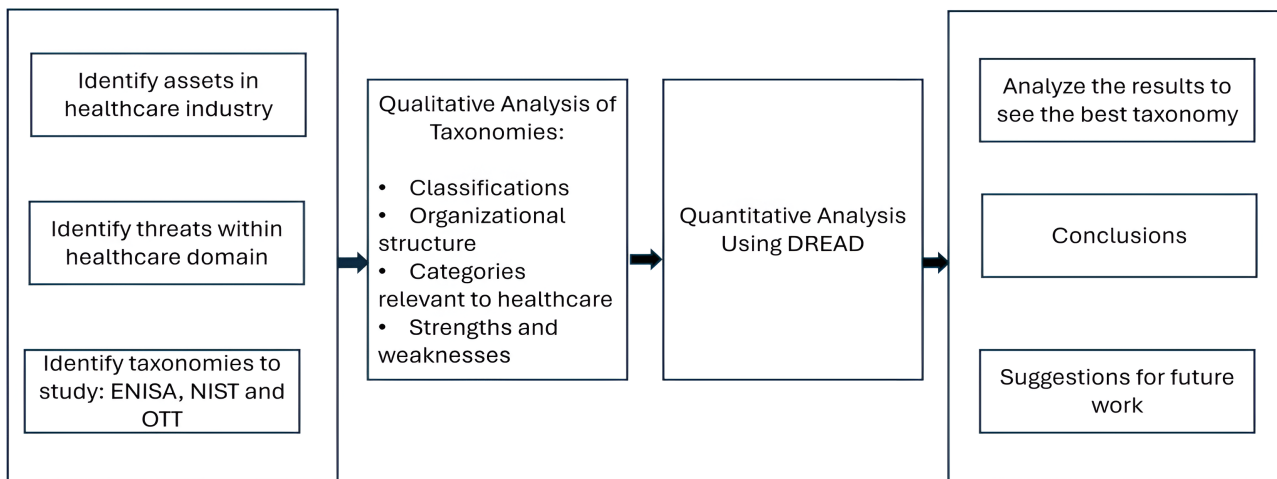 Identify assets in
healthcare industry
Identify threats within
healthcare domain
Identify taxonomies to
study: ENISA, NIST and
OTT
Qualitative Analysis of
Taxonomies:
• Classifications
• Organizational
structure
• Categories
relevant to healthcare
• Strengths and
weaknesses
Quantitative Analysis
Using DREAD
Analyze the results to
see the best taxonomy
Conclusions
Suggestions for future
work